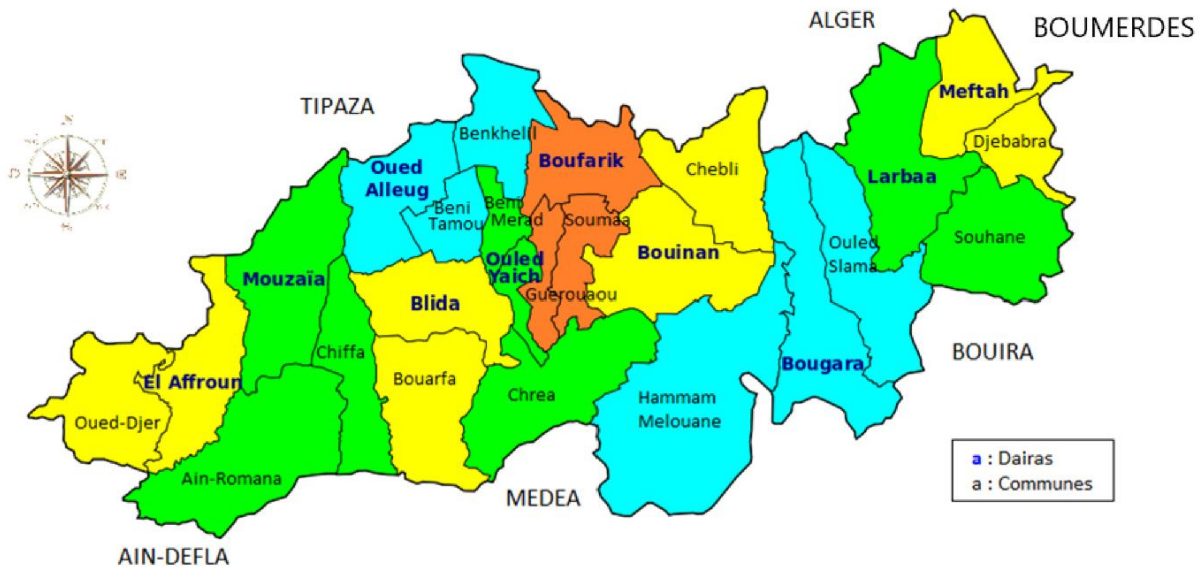 ALGER
BOUMERDES
TIPAZA
Meftah
Djebabra
Benkhelil
Boufarik
Chebli
Oued
Alleug
Larbaa
Beni
Tamou
Beni
Merad
Soumaa
Souhane
Ouled
Slama
Mouzaïa
Ouled
Yaich
Bouinan
Blida
Guerouaou
Chiffa
El Affroun
Bouarfa
Bougara
BOUIRA
Oued-Djer
Chrea
Hammam
Melouane
Ain-Romana
MEDEA
a : Dairas
a : Communes
AIN-DEFLA